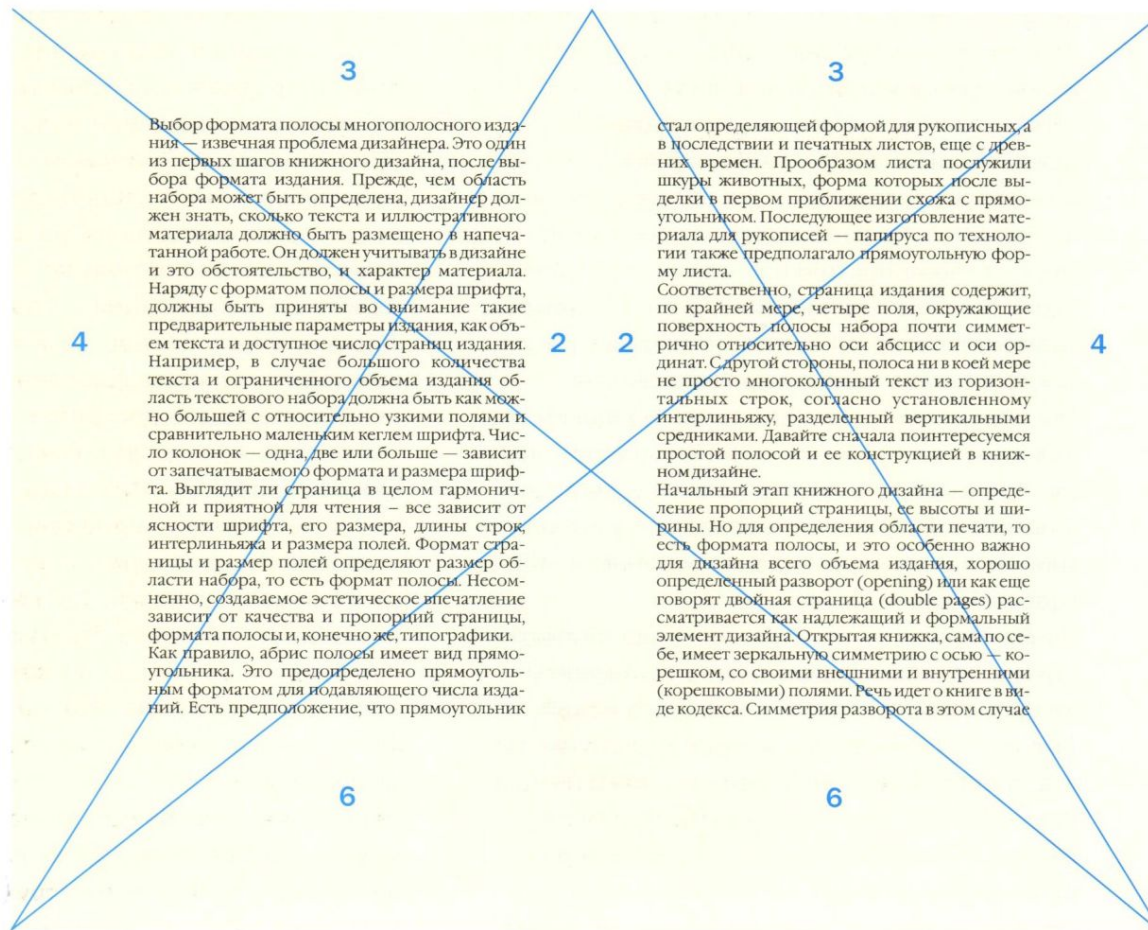 3
3
Выбор формата полосы многополосного изда-
ния — извечная проблема дизайнера. Это один
из первых шагов книжного дизайна, после вы-
бора формата издания. Прежде, чем область
набора может быть определена, дизайнер дол-
жен знать, сколько текста и иллюстративного
материала должно быть размещено в напеча-
танной работе. Он должен учитывать в дизайне
и это обстоятельство, и характер материала.
Наряду с форматом полосы и размера шрифта,
должны быть приняты во внимание такие
предварительные параметры издания, как объ-
ем текста и доступное число страниц издания.
Например, в случае большого количества
текста и ограниченного объема издания об-
ласть текстового набора должна быть как мож-
но большей с относительно узкими полями и
сравнительно маленьким кеглем шрифта. Чис-
ло колонок — одна, две или больше — зависит
от запечатываемого формата и размера шриф-
та. Выглядит ли страница в целом гармонич-
ной и приятной для чтения – все зависит от
ясности шрифта, его размера, длины строк,
интерлиньяжа и размера полей. Формат стра-
ницы и размер полей определяют размер об-
ласти набора, то есть формат полосы. Несом-
ненно, создаваемое эстетическое впечатление
зависит от качества и пропорций страницы,
формата полосы и, конечно же, типографики.
Как правило, абрис полосы имеет вид прямо-
угольника. Это предопределено прямоуголь-
ным форматом для подавляющего числа изда-
ний. Есть предположение, что прямоугольник
4
2
2
4
стал определяющей формой для рукописных, а
в последствии и печатных листов, еще с древ-
них времен. Прообразом листа послужили
шкуры животных, форма которых после вы-
делки в первом приближении схожа с прямо-
угольником. Последующее изготовление мате-
риала для рукописей — папируса по техноло-
гии также предполагало прямоугольную фор-
му листа.
Соответственно, страница издания содержит,
по крайней мере, четыре поля, окружающие
поверхность полосы набора почти симмет-
рично относительно оси абсцисс и оси ор-
динат. С другой стороны, полоса ни в коей мере
не просто многоколонный текст из горизон-
тальных строк, согласно установленному
интерлиньяжу, разделенный вертикальными
средниками. Давайте сначала поинтересуемся
простой полосой и ее конструкцией в книж-
ном дизайне.
Начальный этап книжного дизайна — опреде-
ление пропорций страницы, ее высоты и ши-
рины. Но для определения области печати, то
есть формата полосы, и это особенно важно
для дизайна всего объема издания, хорошо
определенный разворот (opening) или как еще
говорят двойная страница (double pages) рас-
сматривается как надлежащий и формальный
элемент дизайна. Открытая книжка, сама по се-
бе, имеет зеркальную симметрию с осью — ко-
решком, со своими внешними и внутренними
(корешковыми) полями. Речь идет о книге в ви-
де кодекса. Симметрия разворота в этом случае
6
6